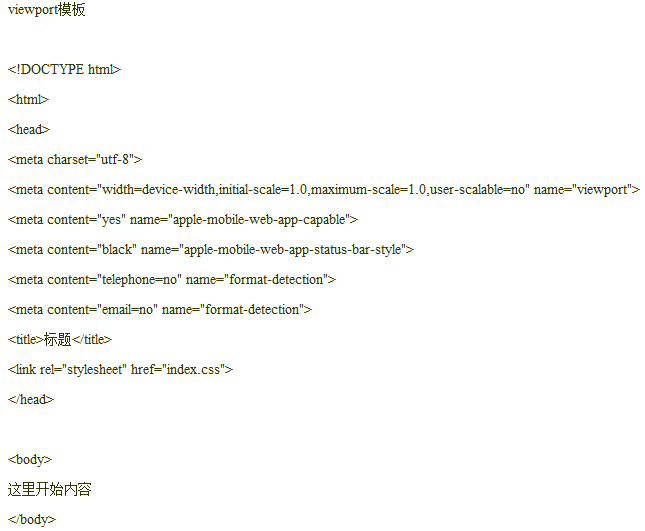 viewport模板
<!DOCTYPE html>
<html>
<head>
<meta charset="utf-8">
<meta content="width=device-width,initial-scale=1.0,maximum-scale=1.0,user-scalable=no" name="viewport">
<meta content="yes" name="apple-mobile-web-app-capable">
<meta content="black" name="apple-mobile-web-app-status-bar-style">
<meta content="telephone=no" name="format-detection">
<meta content="email=no" name="format-detection">
<title>标题</title>
<link rel="stylesheet" href="index.css">
</head>
<body>
这里开始内容
</body>